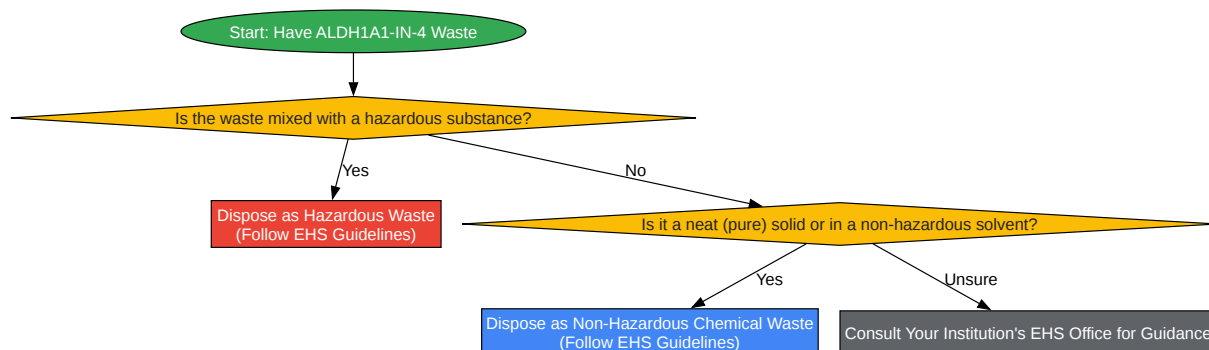 Start: Have ALDH1A1-IN-4 Waste
Is the waste mixed with a hazardous substance?
Yes
No
Dispose as Hazardous Waste
(Follow EHS Guidelines)
Is it a neat (pure) solid or in a non-hazardous solvent?
Yes
Unsure
Dispose as Non-Hazardous Chemical Waste
(Follow EHS Guidelines)
Consult Your Institution's EHS Office for Guidance